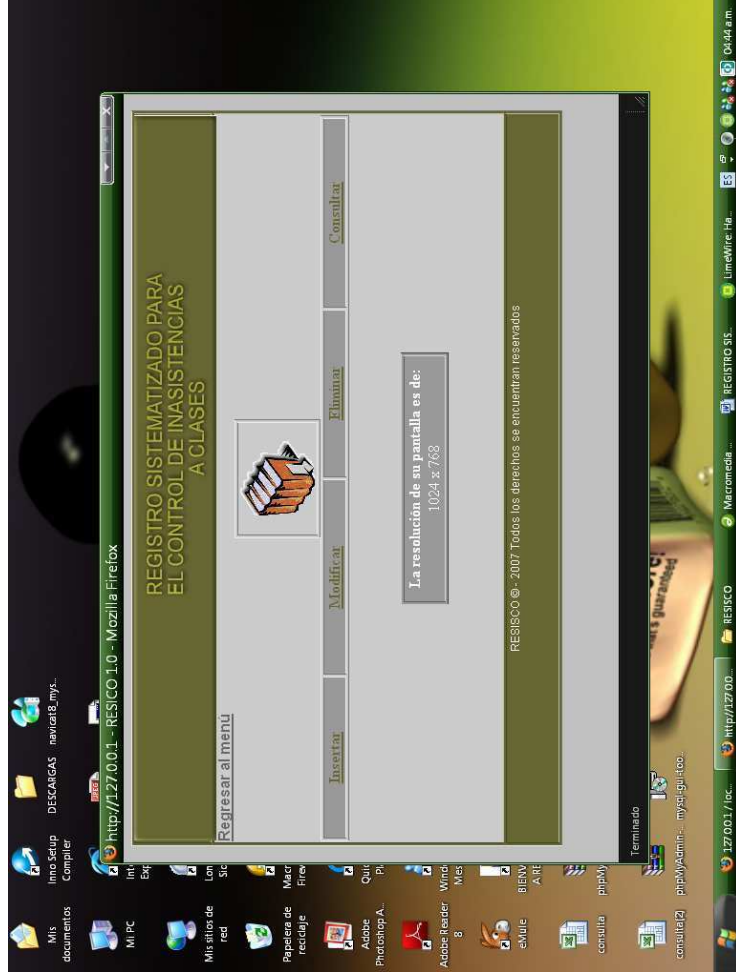 Mis
documentos
Inno Setup
Compiler
DESCARGAS
navicat8_mys...
Mi PC
Mis sitios de
red
Papelera de
reciclaje
Adobe
Photoshop A...
Adobe Reader
8
eMule
consulta
consulta[2]
phpMyAdmin-...
mysql-gui-too...
http://127.0.0.1 - RESICO 1.0 - Mozilla Firefox
REGISTRO SISTEMATIZADO PARA
EL CONTROL DE INASISTENCIAS
A CLASES
Regresar al menú
Insertar Modificar Eliminar Consultar
La resolución de su pantalla es de:
1024 x 768
RESISCO © - 2007 Todos los derechos se encuentran reservados
Terminado
guaranteed
127.0.0.1 / loc... http://127.0.0... RESISCO Macromedia ... REGISTRO SIS... LimeWire: Ha... ES 04:44 a.m.